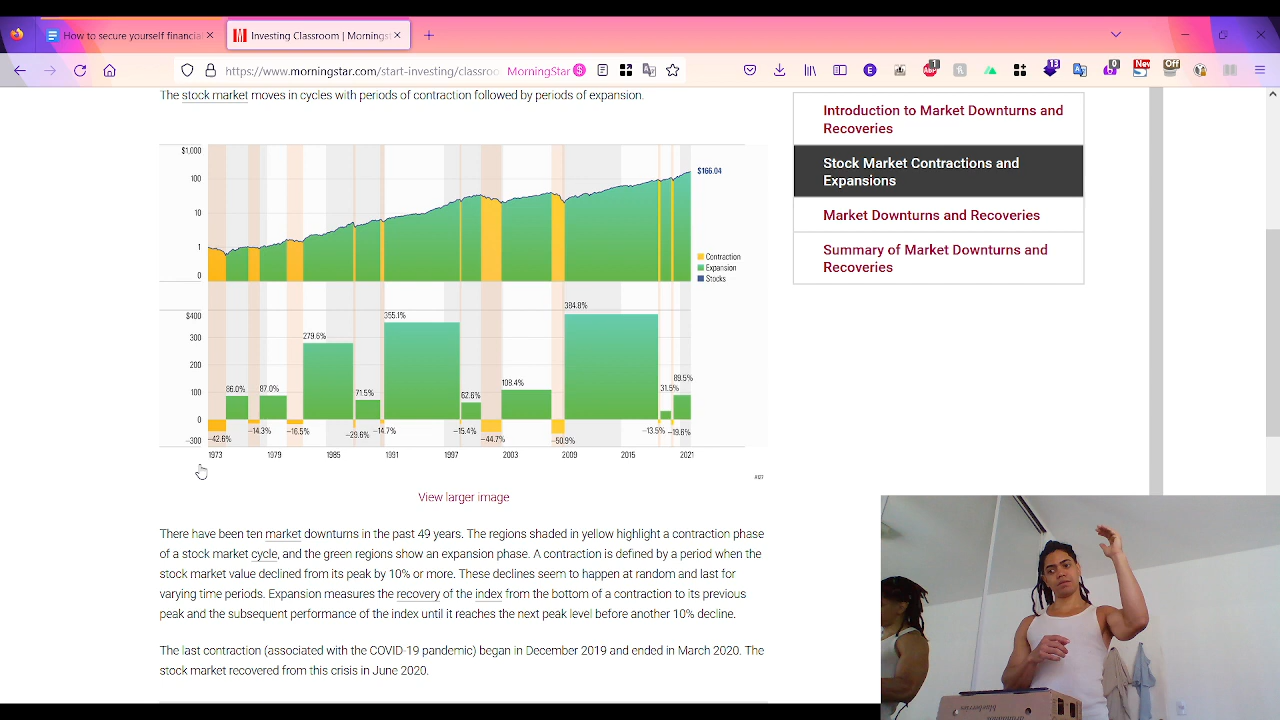 How to secure yourself financia
Investing Classroom | Mornings
https://www.morningstar.com/start-investing/classroo
MorningStar
The stock market moves in cycles with periods of contraction followed by periods of expansion.
$1,000
100
10
1
0
$166.04
Contraction
Expansion
Stocks
$400
300
200
100
0
-300
-42.6%
86.0%
-14.3%
87.0%
-16.5%
279.6%
-29.6%
71.5%
-14.7%
355.1%
-15.4%
62.6%
-44.7%
108.4%
-50.9%
384.8%
-13.5%
31.5%
-19.6%
89.5%
1973 1979 1985 1991 1997 2003 2009 2015 2021
View larger image
There have been ten market downturns in the past 49 years. The regions shaded in yellow highlight a contraction phase
of a stock market cycle, and the green regions show an expansion phase. A contraction is defined by a period when the
stock market value declined from its peak by 10% or more. These declines seem to happen at random and last for
varying time periods. Expansion measures the recovery of the index from the bottom of a contraction to its previous
peak and the subsequent performance of the index until it reaches the next peak level before another 10% decline.
The last contraction (associated with the COVID-19 pandemic) began in December 2019 and ended in March 2020. The
stock market recovered from this crisis in June 2020.
Introduction to Market Downturns and
Recoveries
Stock Market Contractions and
Expansions
Market Downturns and Recoveries
Summary of Market Downturns and
Recoveries
1
13
0
New
Off